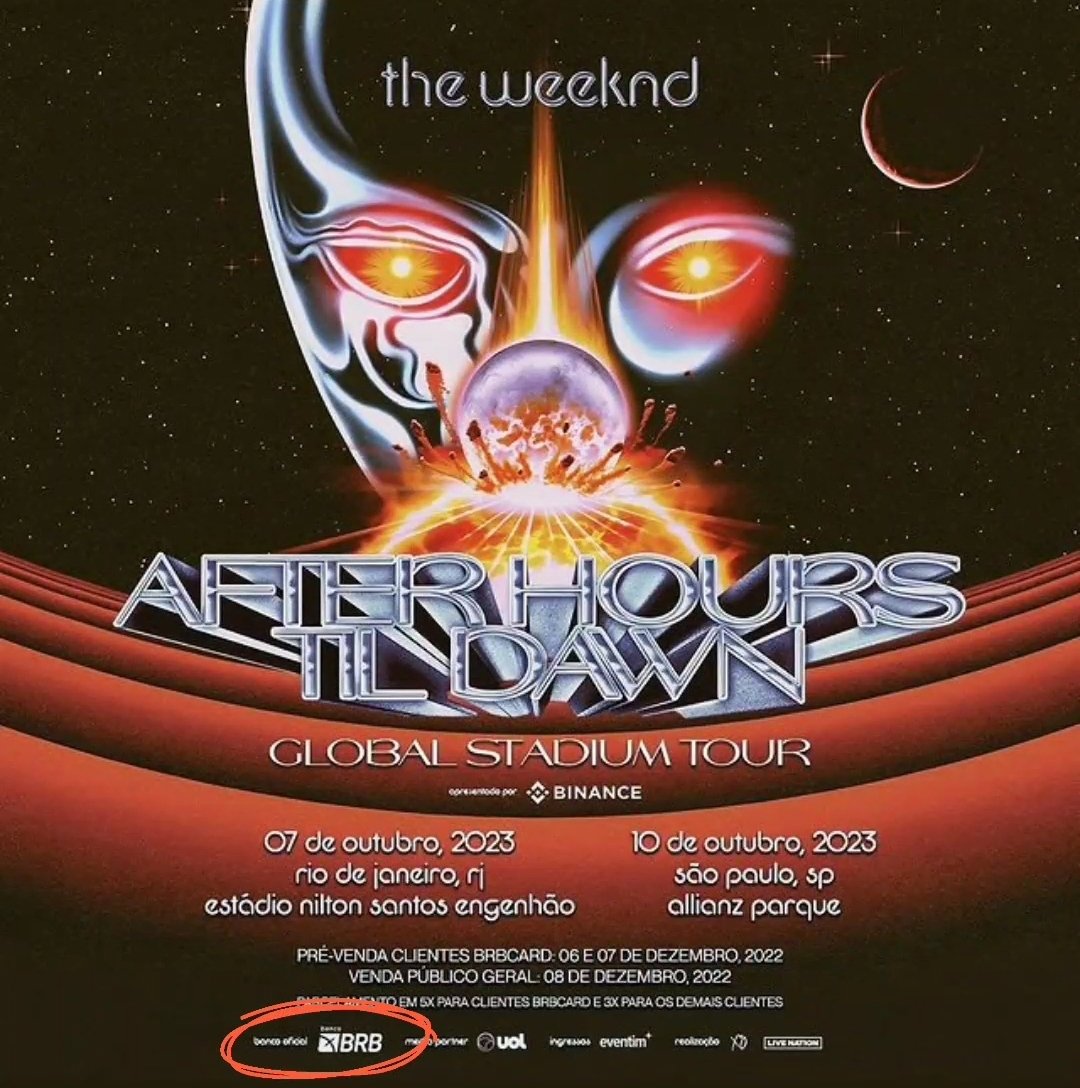 the weeknd
AFTER HOURS
TIL DAWN
GLOBAL STADIUM TOUR
apresentado por BINANCE
07 de outubro, 2023
rio de janeiro, rj
estádio nilton santos engenhão
10 de outubro, 2023
são paulo, sp
allianz parque
PRÉ-VENDA CLIENTES BRBCARD: 06 E 07 DE DEZEMBRO, 2022
VENDA PÚBLICO GERAL: 08 DE DEZEMBRO, 2022
PARCELAMENTO EM 5X PARA CLIENTES BRBCARD E 3X PARA OS DEMAIS CLIENTES
banco oficial banco BRB media partner UOL ingressos eventim+ realização XO LIVE NATION